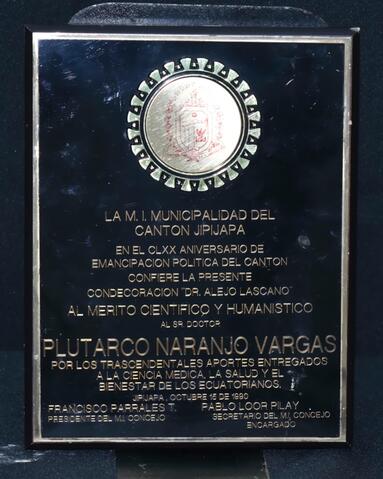 LA M. I. MUNICIPALIDAD DEL
CANTON JIPIJAPA
EN EL CLXX ANIVERSARIO DE
EMANCIPACION POLITICA DEL CANTON
CONFIERE LA PRESENTE
CONDECORACION "DR. ALEJO LASCANO"
AL MERITO CIENTIFICO Y HUMANISTICO
AL SR. DOCTOR
PLUTARCO NARANJO VARGAS
POR LOS TRASCENDENTALES APORTES ENTREGADOS
A LA CIENCIA MEDICA, LA SALUD Y EL
BIENESTAR DE LOS ECUATORIANOS.
JIPIJAPA, OCTUBRE 15 DE 1990
FRANCISCO PARRALES T. PABLO LOOR PILAY
PRESIDENTE DEL M.I. CONCEJO SECRETARIO DEL M.I. CONCEJO
ENCARGADO